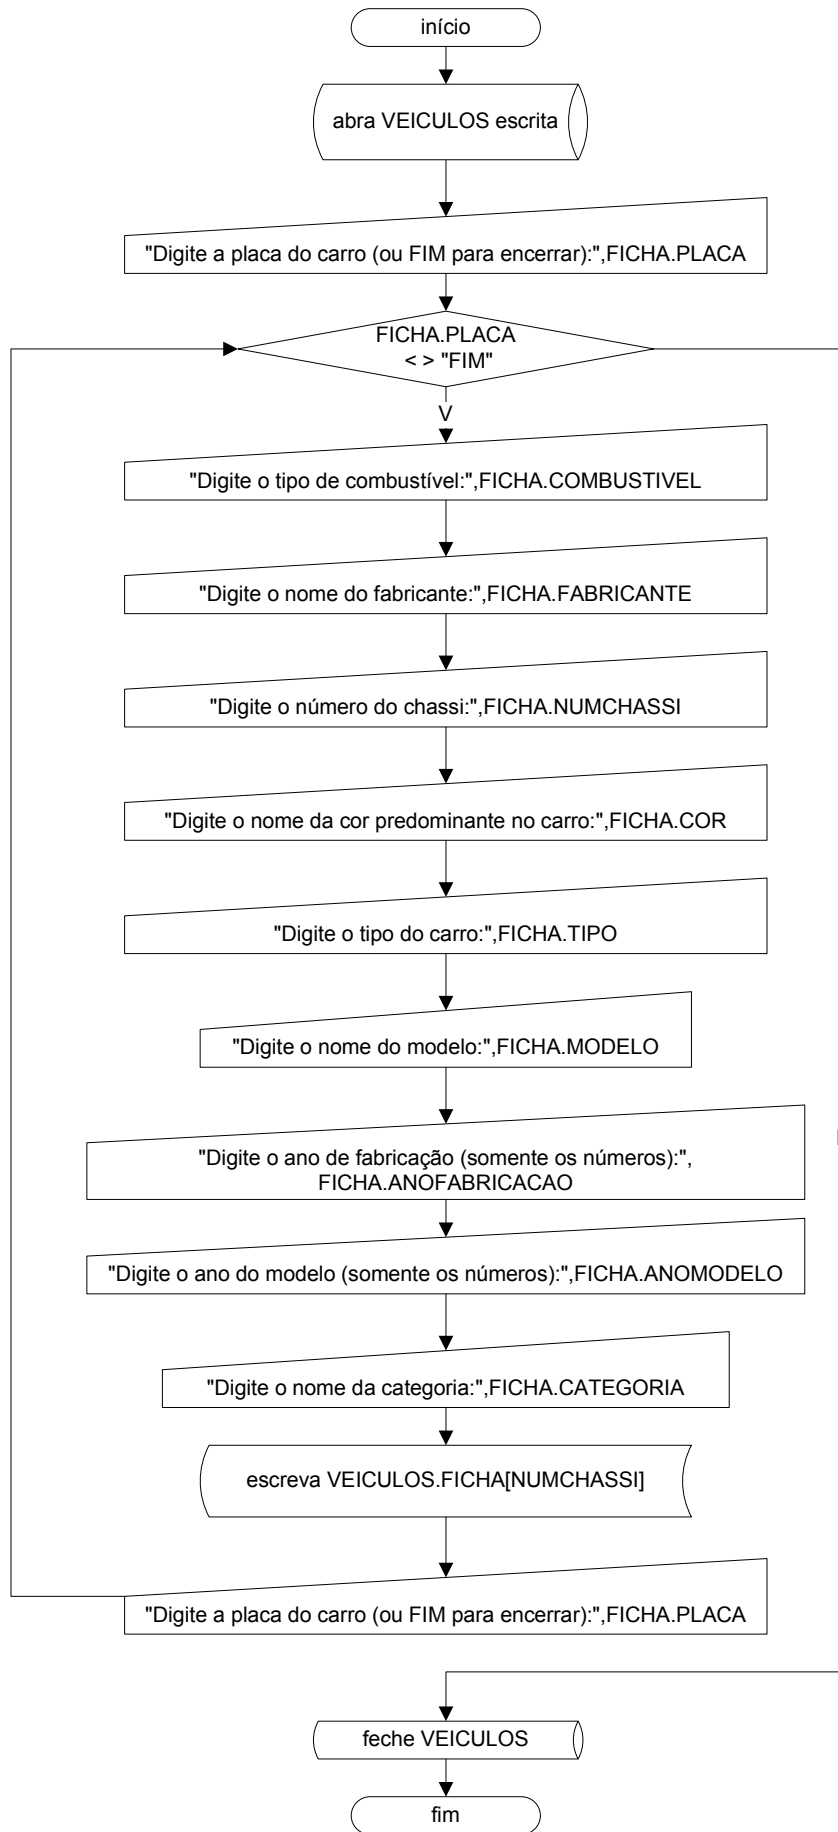 início
abra VEICULOS escrita
"Digite a placa do carro (ou FIM para encerrar):",FICHA.PLACA
FICHA.PLACA
< > "FIM"
V
"Digite o tipo de combustível:",FICHA.COMBUSTIVEL
"Digite o nome do fabricante:",FICHA.FABRICANTE
"Digite o número do chassi:",FICHA.NUMCHASSI
"Digite o nome da cor predominante no carro:",FICHA.COR
"Digite o tipo do carro:",FICHA.TIPO
"Digite o nome do modelo:",FICHA.MODELO
"Digite o ano de fabricação (somente os números):",
FICHA.ANOFABRICACAO
"Digite o ano do modelo (somente os números):",FICHA.ANOMODELO
"Digite o nome da categoria:",FICHA.CATEGORIA
escreva VEICULOS.FICHA[NUMCHASSI]
"Digite a placa do carro (ou FIM para encerrar):",FICHA.PLACA
feche VEICULOS
fim